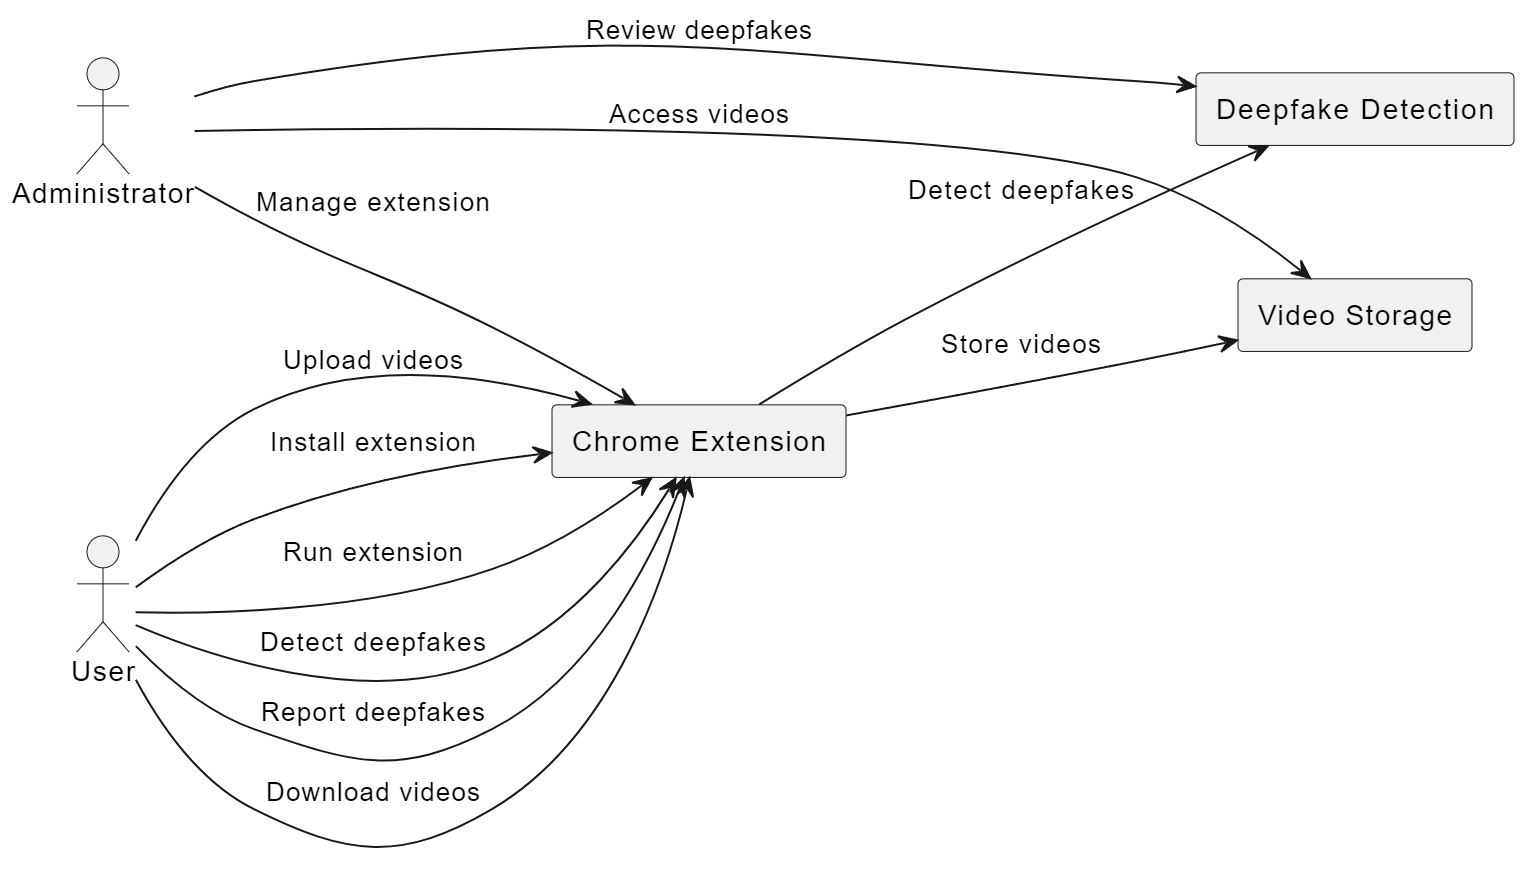 Review deepfakes
Deepfake Detection
Access videos
Administrator
Manage extension
Detect deepfakes
Video Storage
Store videos
Upload videos
Install extension
Chrome Extension
Run extension
Detect deepfakes
User
Report deepfakes
Download videos